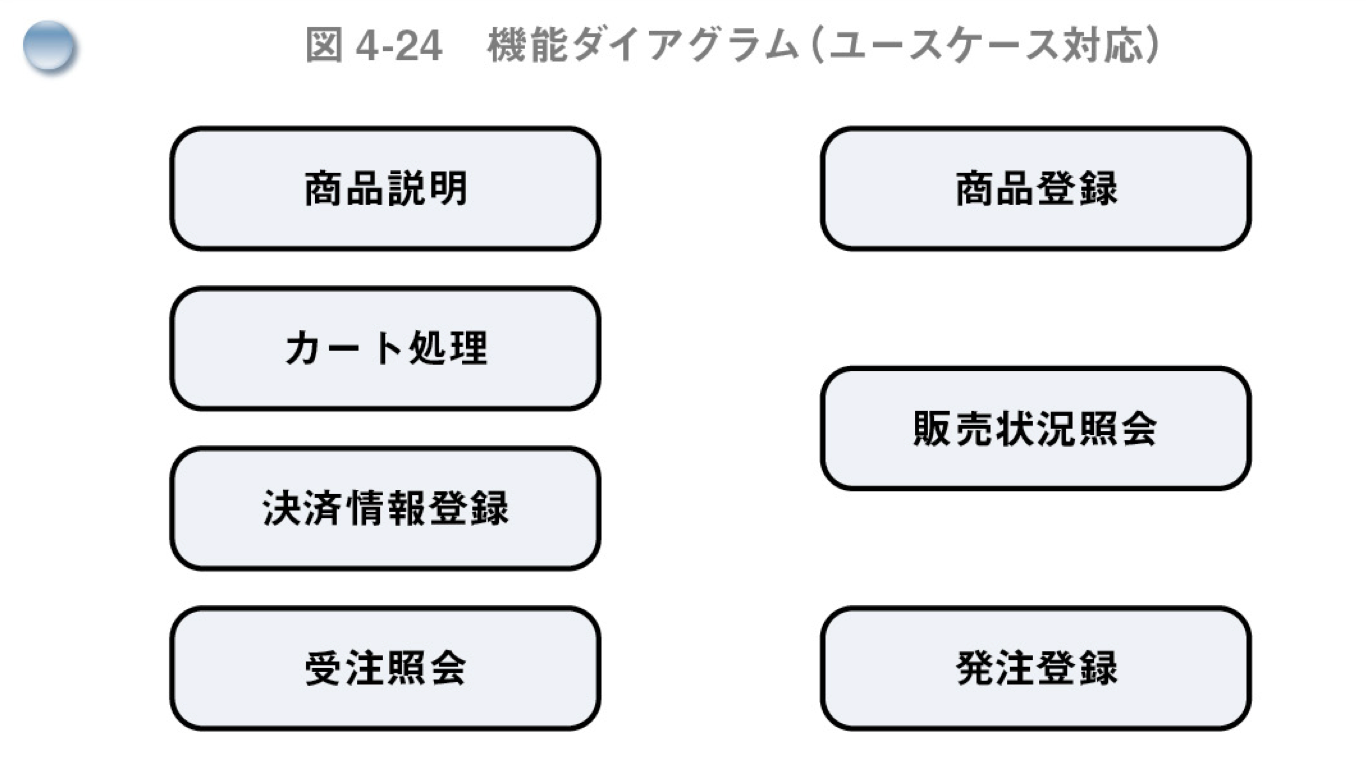 図 4-24　機能ダイアグラム（ユースケース対応）
商品説明
カート処理
決済情報登録
受注照会
商品登録
販売状況照会
発注登録